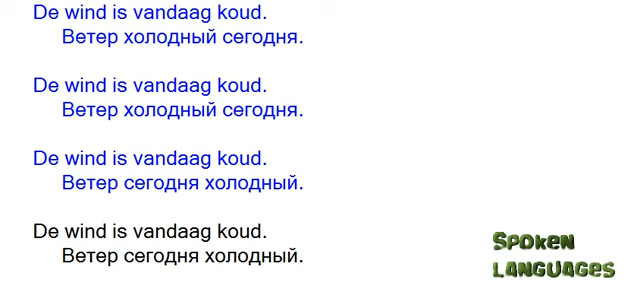 De wind is vandaag koud.
Ветер холодный сегодня.
De wind is vandaag koud.
Ветер холодный сегодня.
De wind is vandaag koud.
Ветер сегодня холодный.
De wind is vandaag koud.
Ветер сегодня холодный.
Spoken
Languages